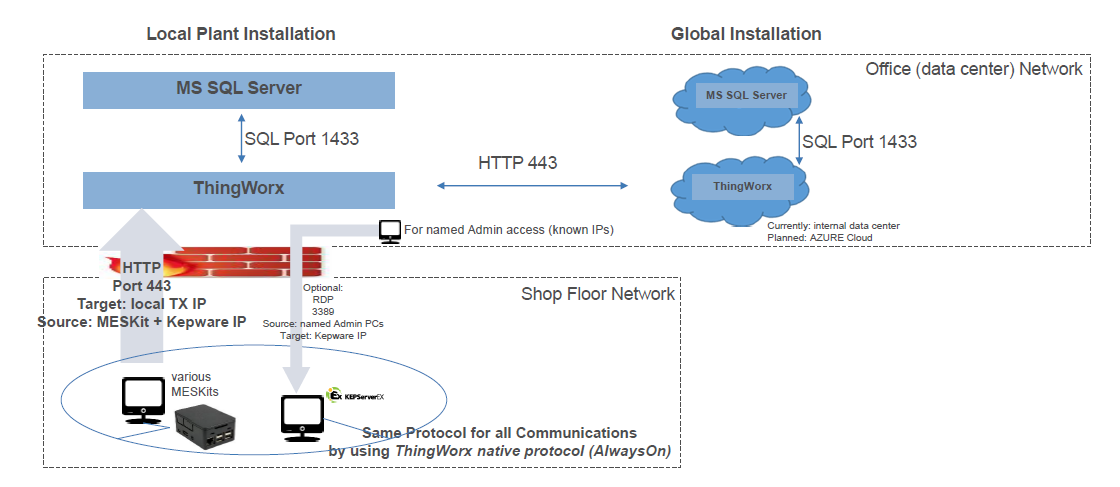 Local Plant Installation
Global Installation
Office (data center) Network
MS SQL Server
MS SQL Server
SQL Port 1433
SQL Port 1433
HTTP 443
ThingWorx
ThingWorx
Currently: internal data center
Planned: AZURE Cloud
For named Admin access (known IPs)
HTTP
Port 443
Target: local TX IP
Source: MESKit + Kepware IP
Optional:
RDP
3389
Source: named Admin PCs
Target: Kepware IP
Shop Floor Network
various
MESKits
Ex KEPServerEX
Same Protocol for all Communications
by using ThingWorx native protocol (AlwaysOn)